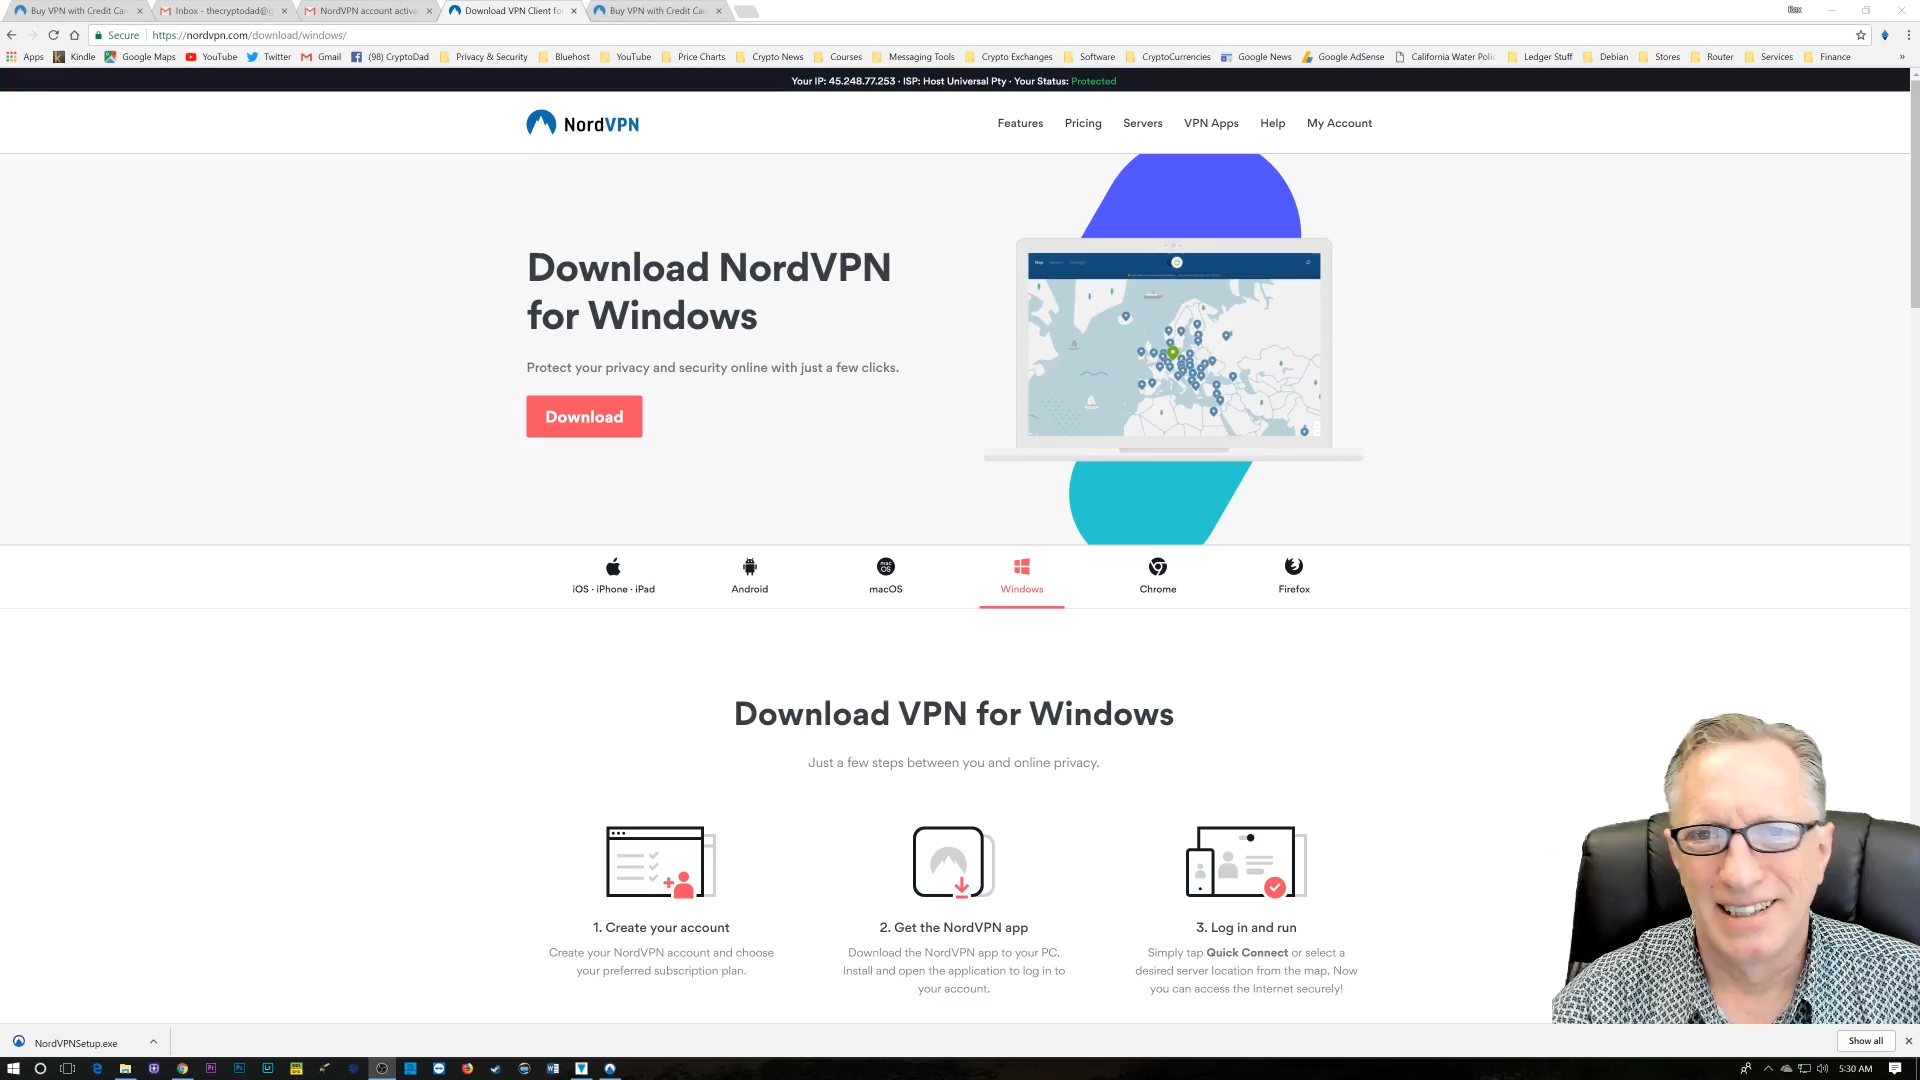 Buy VPN with Credit Car
Inbox - thecryptodad@g
NordVPN account activa
Download VPN Client fo
Buy VPN with Credit Car
Secure
https://nordvpn.com/download/windows/
Apps
Kindle
Google Maps
YouTube
Twitter
Gmail
(98) CryptoDad
Privacy & Security
Bluehost
YouTube
Price Charts
Crypto News
Courses
Messaging Tools
Crypto Exchanges
Software
CryptoCurrencies
Google News
Google AdSense
California Water Polic
Ledger Stuff
Debian
Stores
Router
Services
Finance
Your IP: 45.248.77.253 · ISP: Host Universal Pty · Your Status: Protected
NordVPN
Features
Pricing
Servers
VPN Apps
Help
My Account
Download NordVPN
for Windows
Protect your privacy and security online with just a few clicks.
Download
iOS · iPhone · iPad
Android
mac OS
macOS
Windows
Chrome
Firefox
Download VPN for Windows
Just a few steps between you and online privacy.
1. Create your account
Create your NordVPN account and choose
your preferred subscription plan.
2. Get the NordVPN app
Download the NordVPN app to your PC.
Install and open the application to log in to
your account.
3. Log in and run
Simply tap Quick Connect or select a
desired server location from the map. Now
you can access the Internet securely!
NordVPNSetup.exe
Show all
5:30 AM